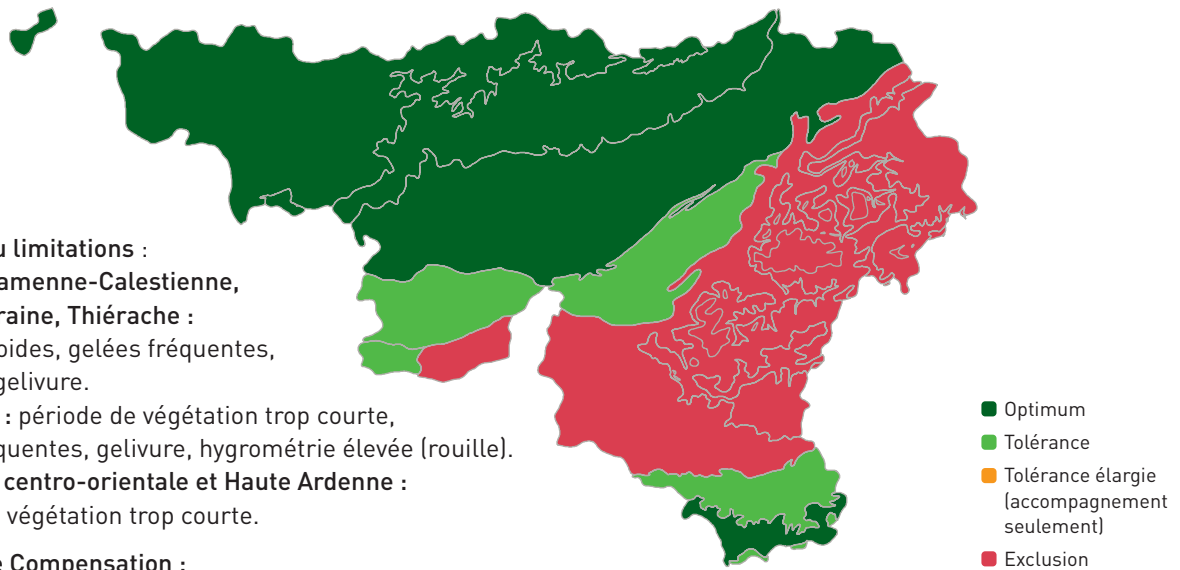 u limitations :
amenne-Calestienne,
raine, Thiérache :
oides, gelées fréquentes,
gelivure.
: période de végétation trop courte,
quentes, gelivure, hygrométrie élevée (rouille).
centro-orientale et Haute Ardenne :
végétation trop courte.
e Compensation :
Optimum
Tolérance
Tolérance élargie
(accompagnement
seulement)
Exclusion